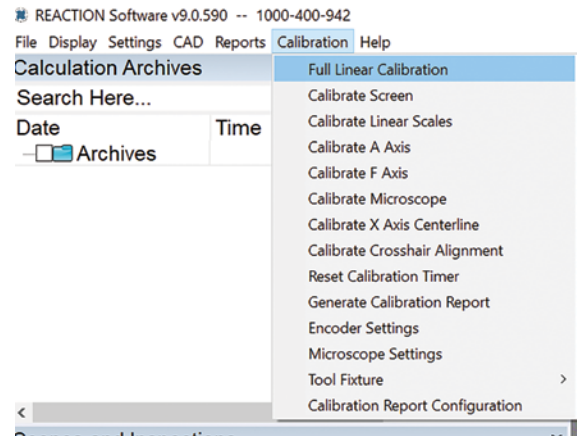 REACTION Software v9.0.590 -- 1000-400-942
File Display Settings CAD Reports Calibration Help
Calculation Archives
Search Here...
Date Time
Archives
Full Linear Calibration
Calibrate Screen
Calibrate Linear Scales
Calibrate A Axis
Calibrate F Axis
Calibrate Microscope
Calibrate X Axis Centerline
Calibrate Crosshair Alignment
Reset Calibration Timer
Generate Calibration Report
Encoder Settings
Microscope Settings
Tool Fixture
Calibration Report Configuration